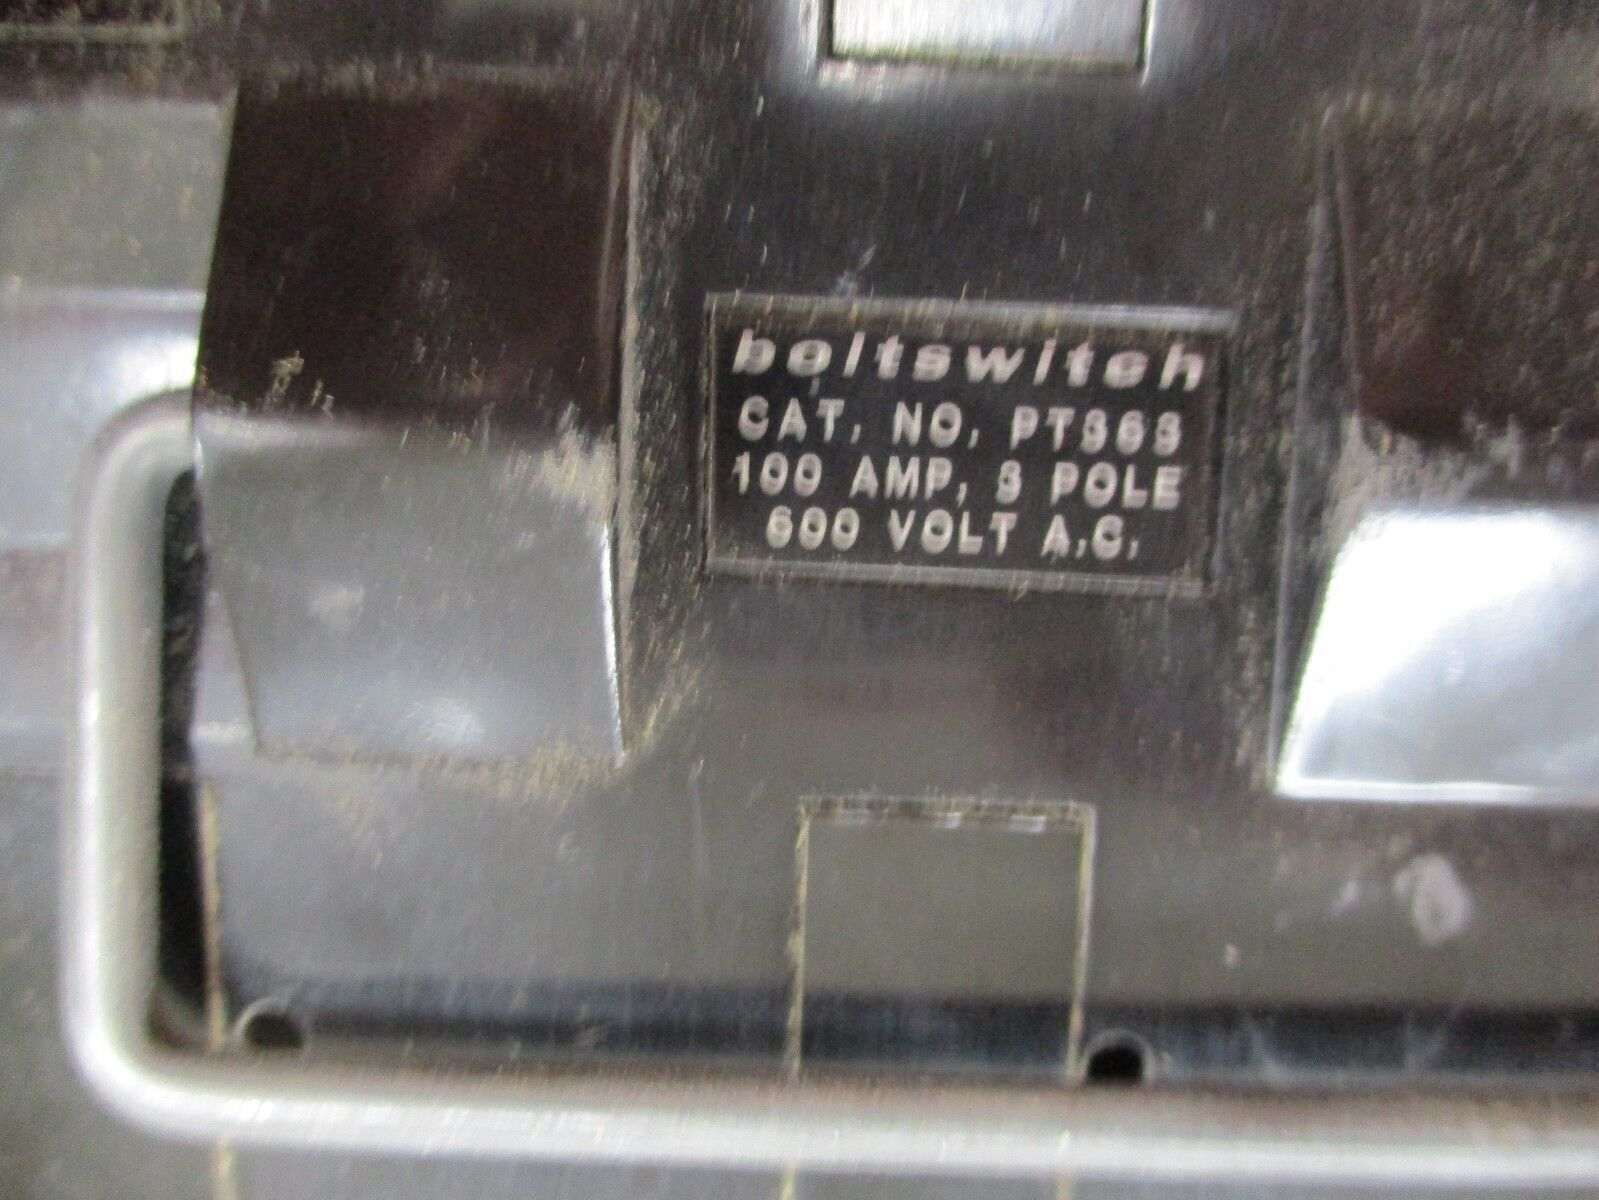 boltswitch
CAT. NO. PT363
100 AMP. 3 POLE
600 VOLT A.C.